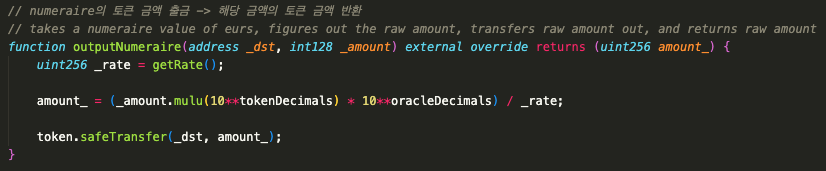 // numeraire의 토큰 금액 출금 -> 해당 금액의 토큰 금액 반환
// takes a numeraire value of eurs, figures out the raw amount, transfers raw amount out, and returns raw amount
function outputNumeraire(address _dst, int128 _amount) external override returns (uint256 amount_) {
    uint256 _rate = getRate();
    amount_ = (_amount.mulu(10**tokenDecimals) * 10**oracleDecimals) / _rate;
    token.safeTransfer(_dst, amount_);
}